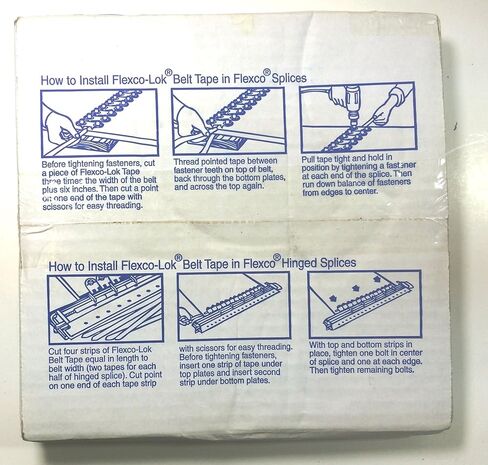 How to Install Flexco-Lok® Belt Tape in Flexco® Splices
Before tightening fasteners, cut
a piece of Flexco-Lok Tape
three times the width of the belt
plus six inches. Then cut a point
on one end of the tape with
scissors for easy threading.
Thread pointed tape between
fastener teeth on top of belt,
back through the bottom plates,
and across the top again.
Pull tape tight and hold in
position by tightening a fastener
at each end of the splice. Then
run down balance of fasteners
from edges to center.
How to Install Flexco-Lok® Belt Tape in Flexco® Hinged Splices
Cut four strips of Flexco-Lok
Belt Tape equal in length to
belt width (two tapes for each
half of hinged splice). Cut point
on one end of each tape strip
with scissors for easy threading.
Before tightening fasteners,
insert one strip of tape under
top plates and insert second
strip under bottom plates.
With top and bottom strips in
place, tighten one bolt in center
of splice and one at each edge.
Then tighten remaining bolts.